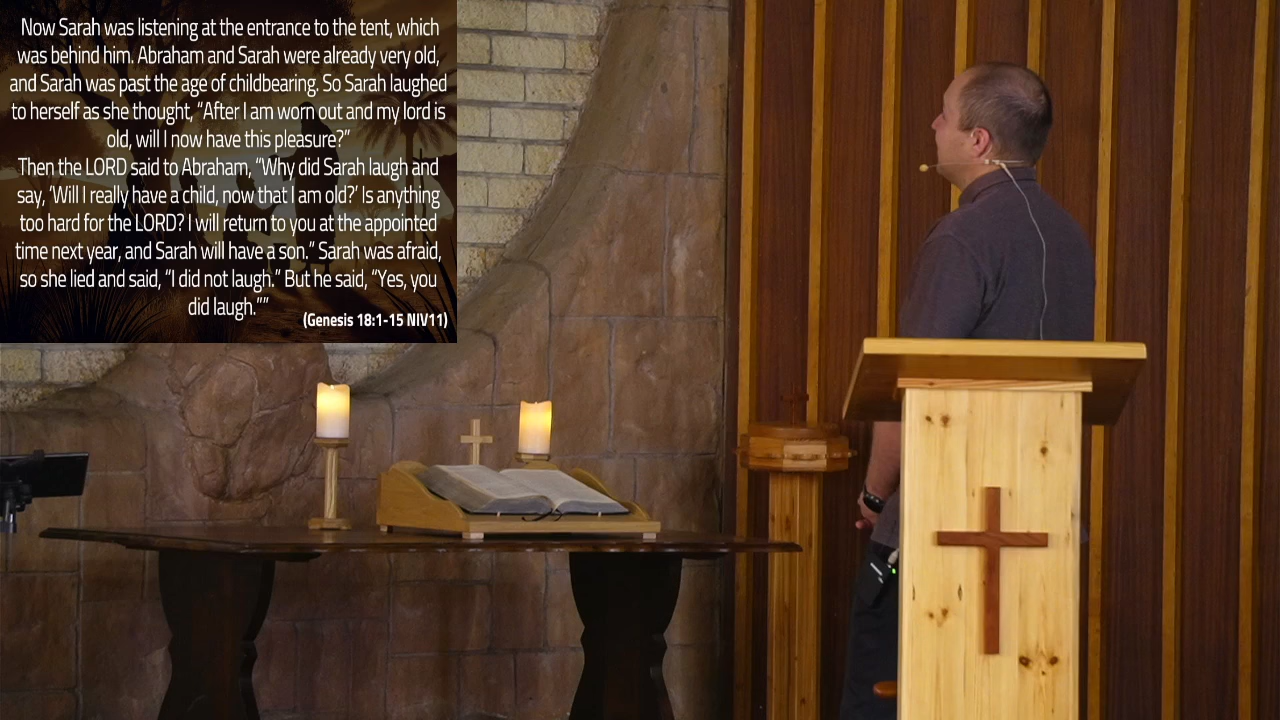 Now Sarah was listening at the entrance to the tent, which
was behind him. Abraham and Sarah were already very old,
and Sarah was past the age of childbearing. So Sarah laughed
to herself as she thought, “After I am worn out and my lord is
old, will I now have this pleasure?”
Then the LORD said to Abraham, “Why did Sarah laugh and
say, ‘Will I really have a child, now that I am old?’ Is anything
too hard for the LORD? I will return to you at the appointed
time next year, and Sarah will have a son.” Sarah was afraid,
so she lied and said, “I did not laugh.” But he said, “Yes, you
did laugh.””
(Genesis 18:1-15 NIV11)